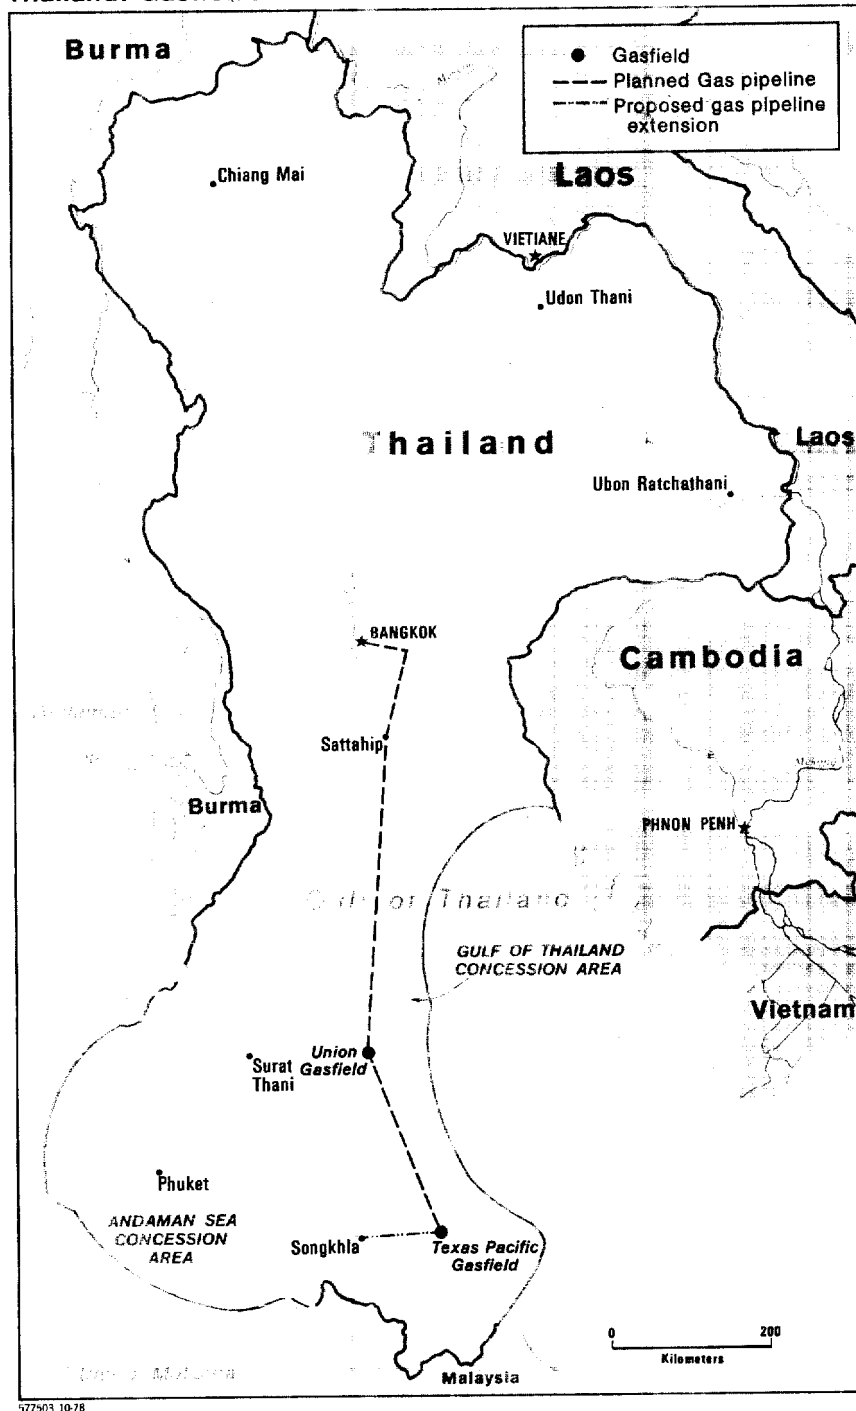 Burma
Gasfield
Planned Gas pipeline
Proposed gas pipeline
extension
Chiang Mai
Laos
VIETIANE
Udon Thani
Thailand
Laos
Ubon Ratchathani
BANGKOK
Cambodia
Sattahip
Burma
PHNON PENH
Thailand
GULF OF THAILAND
CONCESSION AREA
Vietnam
Union
Gasfield
Surat
Thani
Phuket
ANDAMAN SEA
CONCESSION
AREA
Songkhla
Texas Pacific
Gasfield
0 200
Kilometers
Malaysia
577503 10-78